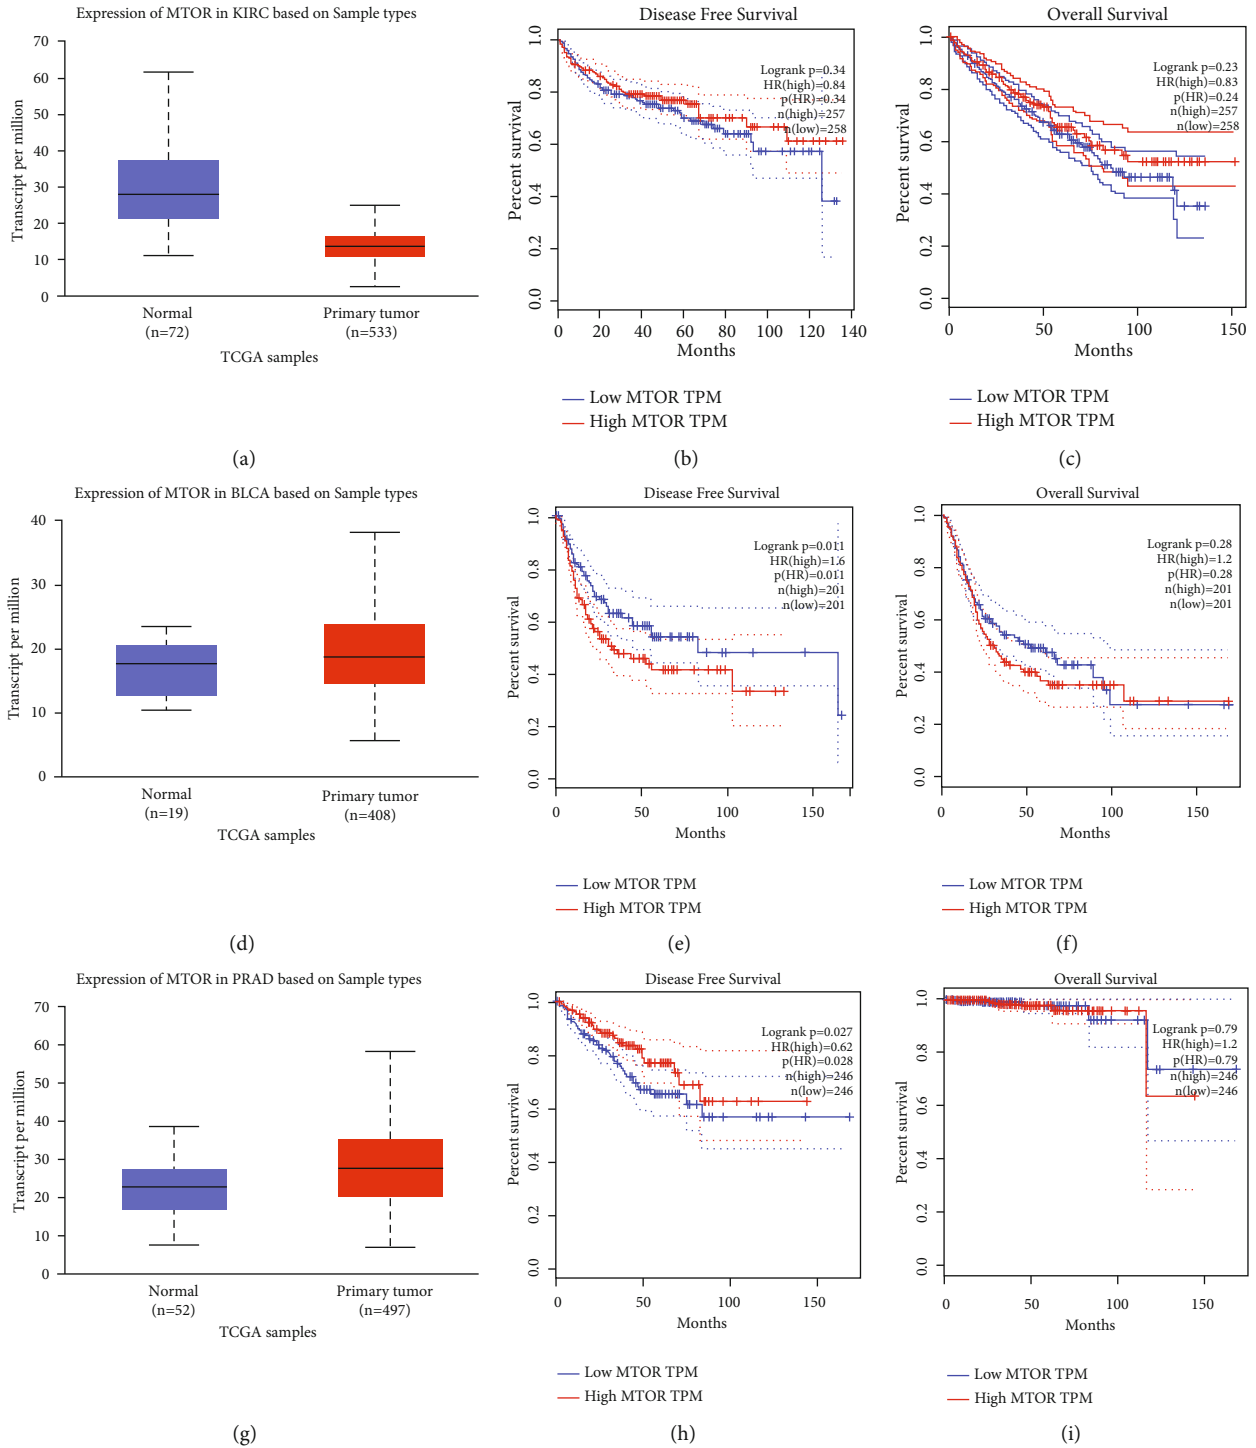 Expression of MTOR in KIRC based on Sample types
Transcript per million
70
60
50
40
30
20
10
0
Normal
(n=72)
Primary tumor
(n=533)
TCGA samples
(a)
Disease Free Survival
Percent survival
1.0
0.8
0.6
0.4
0.2
0.0
Logrank p=0.34
HR(high)=0.84
p(HR)=0.34
n(high)=257
n(low)=258
0 20 40 60 80 100 120 140
Months
Low MTOR TPM
High MTOR TPM
(b)
Overall Survival
Percent survival
1.0
0.8
0.6
0.4
0.2
0.0
Logrank p=0.23
HR(high)=0.83
p(HR)=0.24
n(high)=257
n(low)=258
0 50 100 150
Months
Low MTOR TPM
High MTOR TPM
(c)
Expression of MTOR in BLCA based on Sample types
Transcript per million
40
30
20
10
0
Normal
(n=19)
Primary tumor
(n=408)
TCGA samples
(d)
Disease Free Survival
Percent survival
1.0
0.8
0.6
0.4
0.2
0.0
Logrank p=0.011
HR(high)=1.6
p(HR)=0.011
n(high)=201
n(low)=201
0 50 100 150
Months
Low MTOR TPM
High MTOR TPM
(e)
Overall Survival
Percent survival
1.0
0.8
0.6
0.4
0.2
0.0
Logrank p=0.28
HR(high)=1.2
p(HR)=0.28
n(high)=201
n(low)=201
0 50 100 150
Months
Low MTOR TPM
High MTOR TPM
(f)
Expression of MTOR in PRAD based on Sample types
Transcript per million
70
60
50
40
30
20
10
0
Normal
(n=52)
Primary tumor
(n=497)
TCGA samples
(g)
Disease Free Survival
Percent survival
1.0
0.8
0.6
0.4
0.2
0.0
Logrank p=0.027
HR(high)=0.62
p(HR)=0.028
n(high)=246
n(low)=246
0 50 100 150
Months
Low MTOR TPM
High MTOR TPM
(h)
Overall Survival
Percent survival
1.0
0.8
0.6
0.4
0.2
0.0
Logrank p=0.79
HR(high)=1.2
p(HR)=0.79
n(high)=246
n(low)=246
0 50 100 150
Months
Low MTOR TPM
High MTOR TPM
(i)